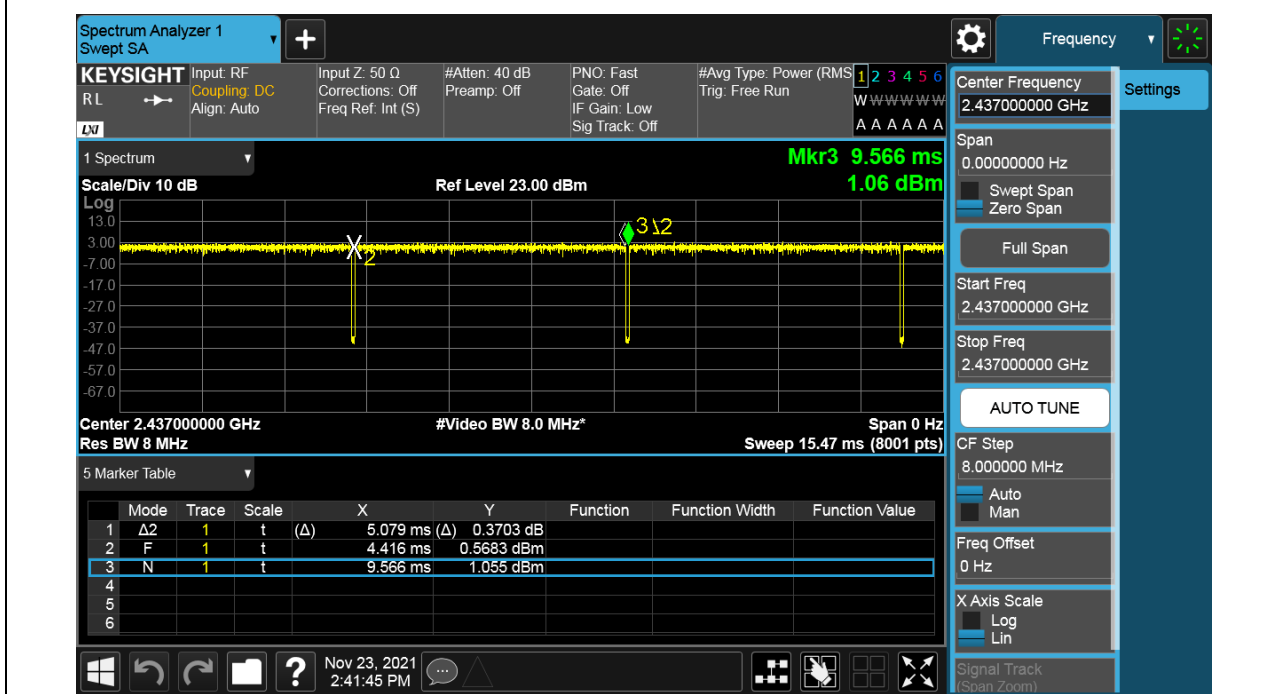 Spectrum Analyzer 1
Swept SA
Frequency
KEYSIGHT
RL
LXI
Input: RF
Coupling: DC
Align: Auto
Input Z: 50 Ω
Corrections: Off
Freq Ref: Int (S)
#Atten: 40 dB
Preamp: Off
PNO: Fast
Gate: Off
IF Gain: Low
Sig Track: Off
#Avg Type: Power (RMS
Trig: Free Run
1 2 3 4 5 6
W W W W W W
A A A A A A
1 Spectrum
Mkr3 9.566 ms
1.06 dBm
Scale/Div 10 dB
Ref Level 23.00 dBm
Log
13.0
3.00
-7.00
-17.0
-27.0
-37.0
-47.0
-57.0
-67.0
X
2
3Δ2
Center 2.437000000 GHz
#Video BW 8.0 MHz*
Span 0 Hz
Res BW 8 MHz
Sweep 15.47 ms (8001 pts)
5 Marker Table
Mode Trace Scale X Y Function Function Width Function Value
1 Δ2 1 t (Δ) 5.079 ms (Δ) 0.3703 dB
2 F 1 t 4.416 ms 0.5683 dBm
3 N 1 t 9.566 ms 1.055 dBm
4
5
6
Nov 23, 2021
2:41:45 PM
Settings
Center Frequency
2.437000000 GHz
Span
0.00000000 Hz
Swept Span
Zero Span
Full Span
Start Freq
2.437000000 GHz
Stop Freq
2.437000000 GHz
AUTO TUNE
CF Step
8.000000 MHz
Auto
Man
Freq Offset
0 Hz
X Axis Scale
Log
Lin
Signal Track
(Span Zoom)